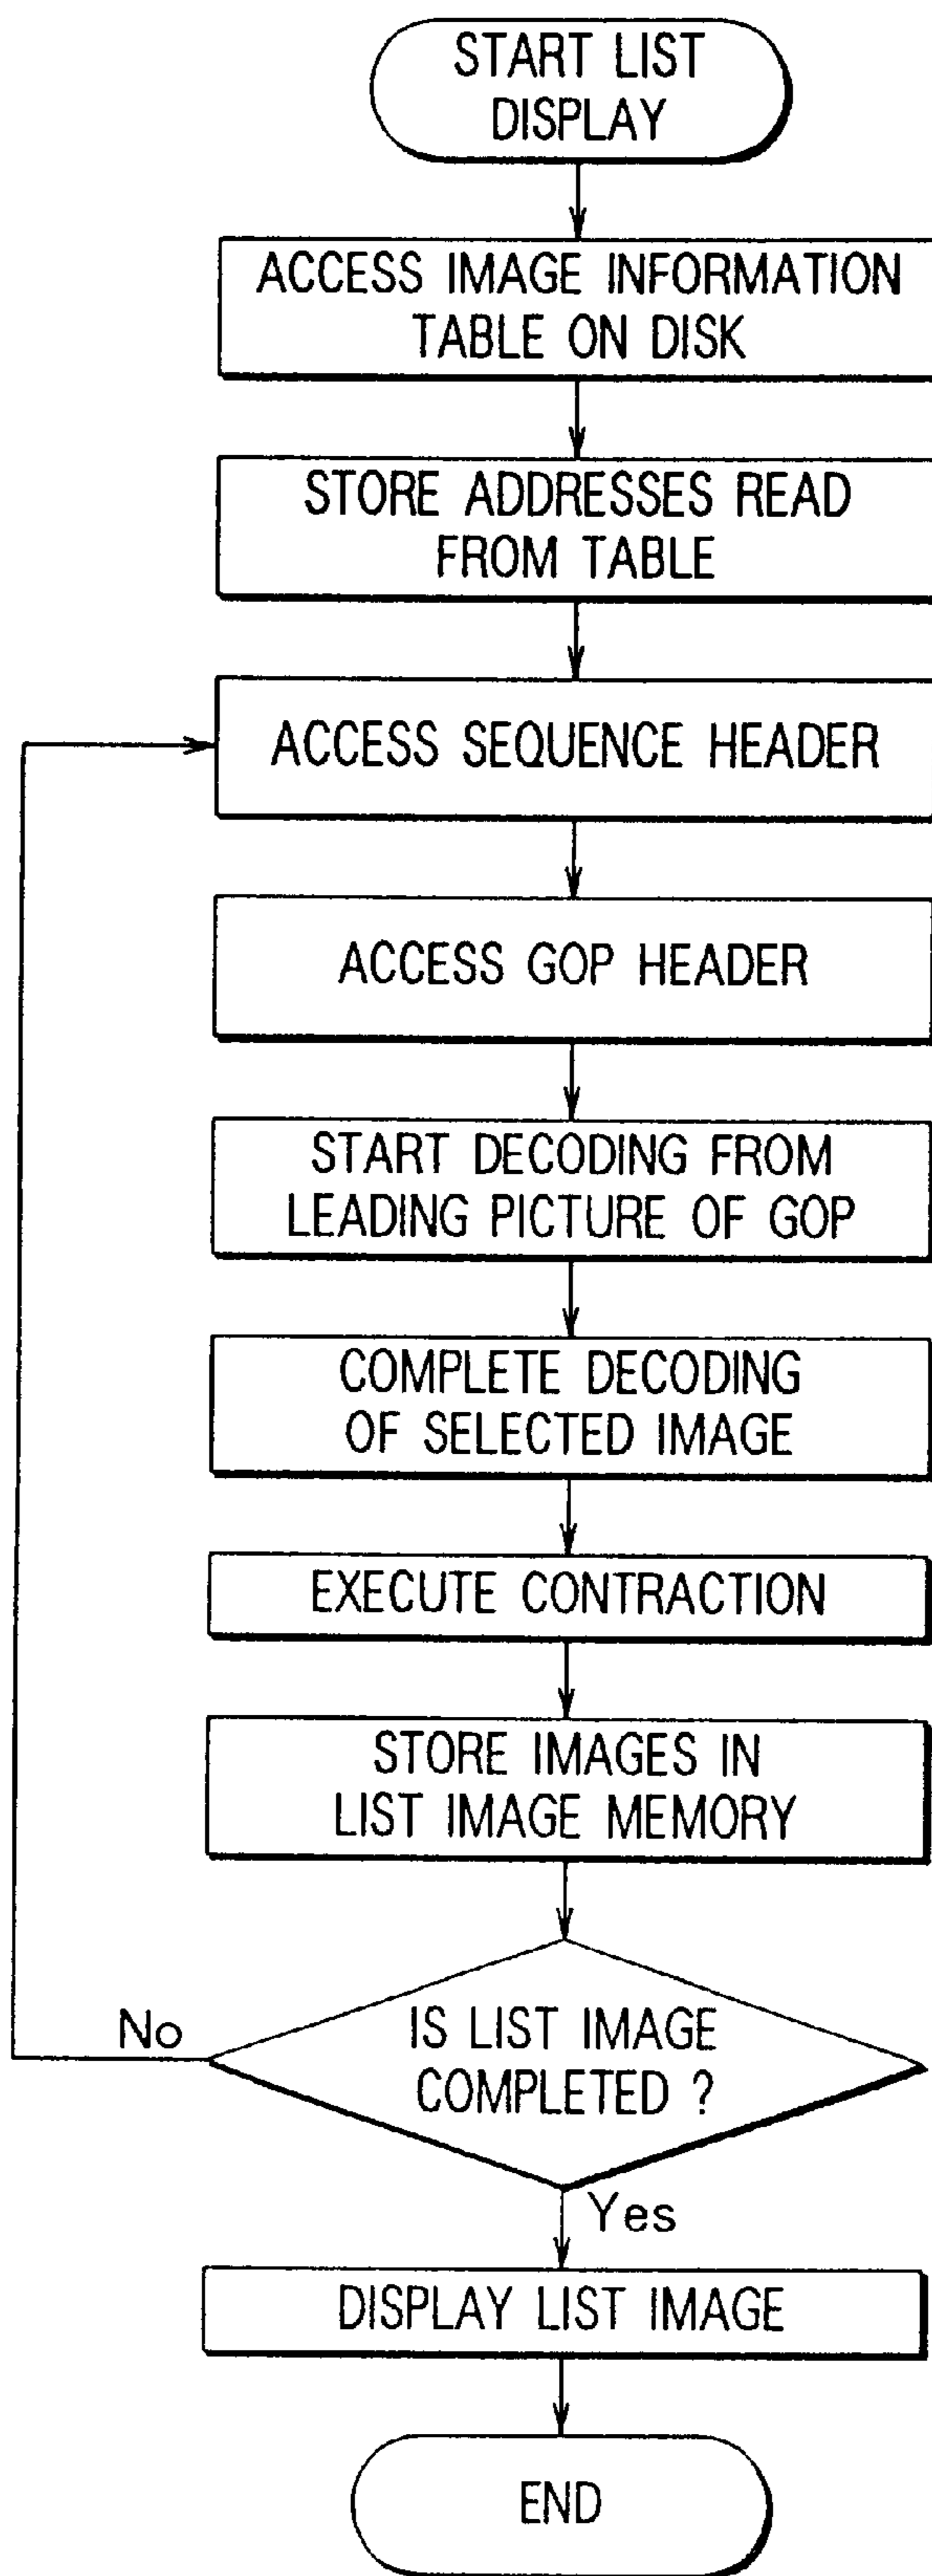 START LIST
DISPLAY
ACCESS IMAGE INFORMATION
TABLE ON DISK
STORE ADDRESSES READ
FROM TABLE
ACCESS SEQUENCE HEADER
ACCESS GOP HEADER
START DECODING FROM
LEADING PICTURE OF GOP
COMPLETE DECODING
OF SELECTED IMAGE
EXECUTE CONTRACTION
STORE IMAGES IN
LIST IMAGE MEMORY
No
IS LIST IMAGE
COMPLETED ?
Yes
DISPLAY LIST IMAGE
END